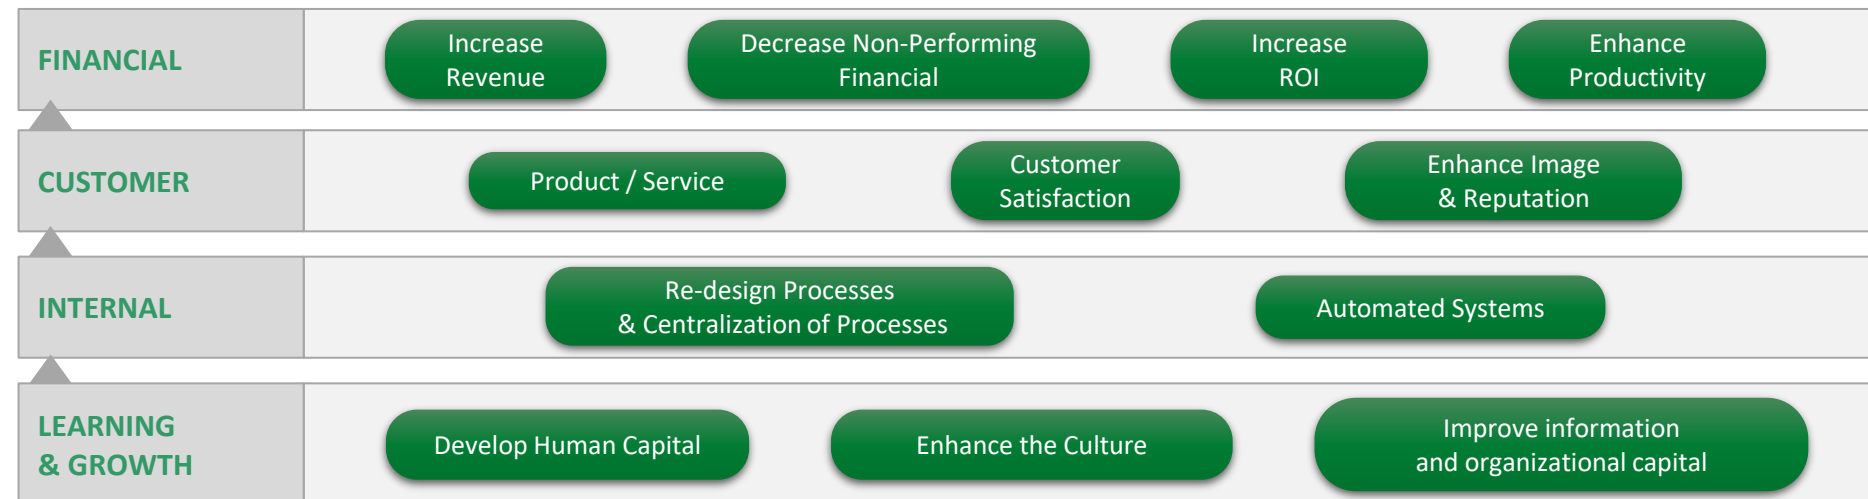 FINANCIAL
Increase
Revenue
Decrease Non-Performing
Financial
Increase
ROI
Enhance
Productivity
CUSTOMER
Product / Service
Customer
Satisfaction
Enhance Image
& Reputation
INTERNAL
Re-design Processes
& Centralization of Processes
Automated Systems
LEARNING
& GROWTH
Develop Human Capital
Enhance the Culture
Improve information
and organizational capital